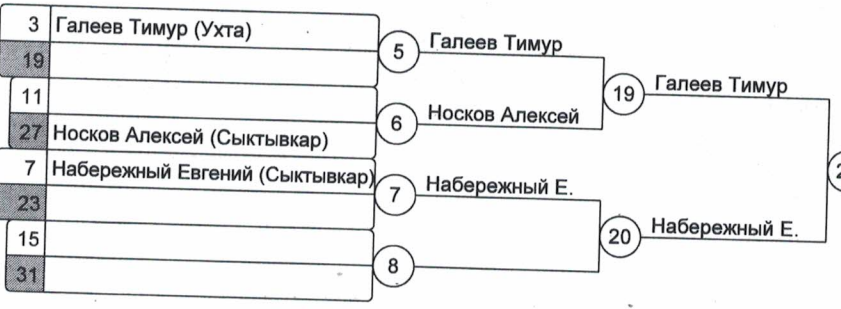 3 Галеев Тимур (Ухта)
19
5 Галеев Тимур
11
27 Носков Алексей (Сыктывкар)
6 Носков Алексей
19 Галеев Тимур
7 Набережный Евгений (Сыктывкар)
23
7 Набережный Е.
15
31
8
20 Набережный Е.